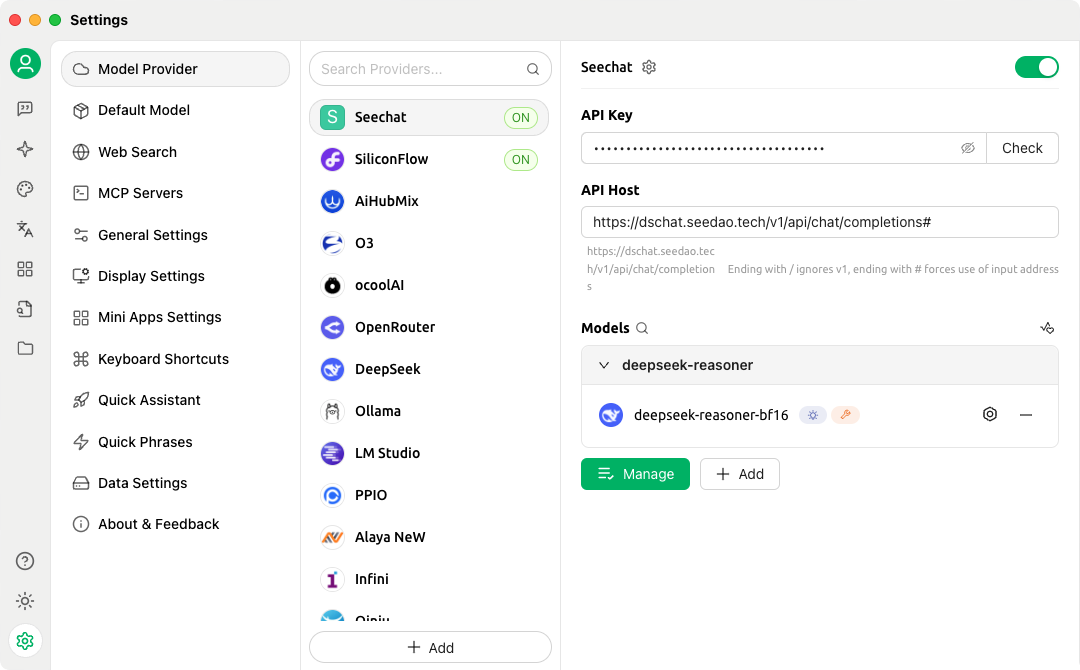 Settings
Model Provider
Default Model
Web Search
MCP Servers
General Settings
Display Settings
Mini Apps Settings
Keyboard Shortcuts
Quick Assistant
Quick Phrases
Data Settings
About & Feedback
Search Providers...
S Seechat ON
SiliconFlow ON
AiHubMix
O3
ocoolAI
OpenRouter
DeepSeek
Ollama
LM Studio
PPIO
Alaya NeW
Infini
Qiniu
Add
Seechat
API Key
•••••••••••••••••••••••••••••••••••• Check
API Host
https://dschat.seedao.tech/v1/api/chat/completions#
https://dschat.seedao.tec
h/v1/api/chat/completion Ending with / ignores v1, ending with # forces use of input address
s
Models
deepseek-reasoner
deepseek-reasoner-bf16
Manage Add